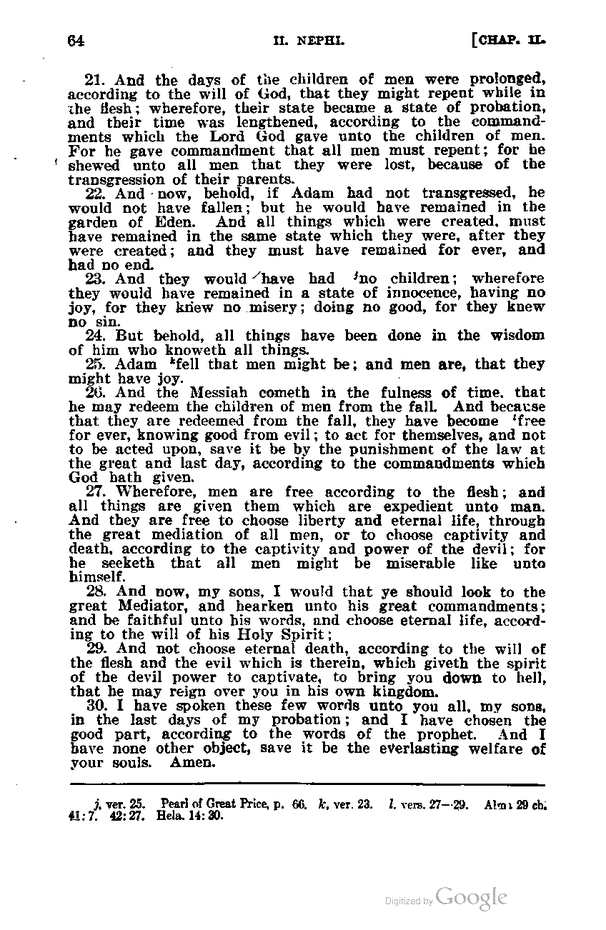 64 II. NEPHI. [CHAP. II.
21. And the days of the children of men were prolonged,
according to the will of God, that they might repent while in
the flesh; wherefore, their state became a state of probation,
and their time was lengthened, according to the command-
ments which the Lord God gave unto the children of men.
For he gave commandment that all men must repent; for he
shewed unto all men that they were lost, because of the
transgression of their parents.
22. And now, behold, if Adam had not transgressed, he
would not have fallen; but he would have remained in the
garden of Eden. And all things which were created, must
have remained in the same state which they were, after they
were created; and they must have remained for ever, and
had no end.
23. And they would have had ʲno children; wherefore
they would have remained in a state of innocence, having no
joy, for they knew no misery; doing no good, for they knew
no sin.
24. But behold, all things have been done in the wisdom
of him who knoweth all things.
25. Adam ᵏfell that men might be; and men are, that they
might have joy.
26. And the Messiah cometh in the fulness of time, that
he may redeem the children of men from the fall. And because
that they are redeemed from the fall, they have become ˡfree
for ever, knowing good from evil; to act for themselves, and not
to be acted upon, save it be by the punishment of the law at
the great and last day, according to the commandments which
God hath given.
27. Wherefore, men are free according to the flesh; and
all things are given them which are expedient unto man.
And they are free to choose liberty and eternal life, through
the great mediation of all men, or to choose captivity and
death, according to the captivity and power of the devil; for
he seeketh that all men might be miserable like unto
himself.
28. And now, my sons, I would that ye should look to the
great Mediator, and hearken unto his great commandments;
and be faithful unto his words, and choose eternal life, accord-
ing to the will of his Holy Spirit;
29. And not choose eternal death, according to the will of
the flesh and the evil which is therein, which giveth the spirit
of the devil power to captivate, to bring you down to hell,
that he may reign over you in his own kingdom.
30. I have spoken these few words unto you all, my sons,
in the last days of my probation; and I have chosen the
good part, according to the words of the prophet. And I
have none other object, save it be the everlasting welfare of
your souls. Amen.
j, ver. 25. Pearl of Great Price, p. 66. k, ver. 23. l, vers. 27–29. Alma 29 ch.
41:7. 42:27. Hela. 14:30.
Digitized by Google